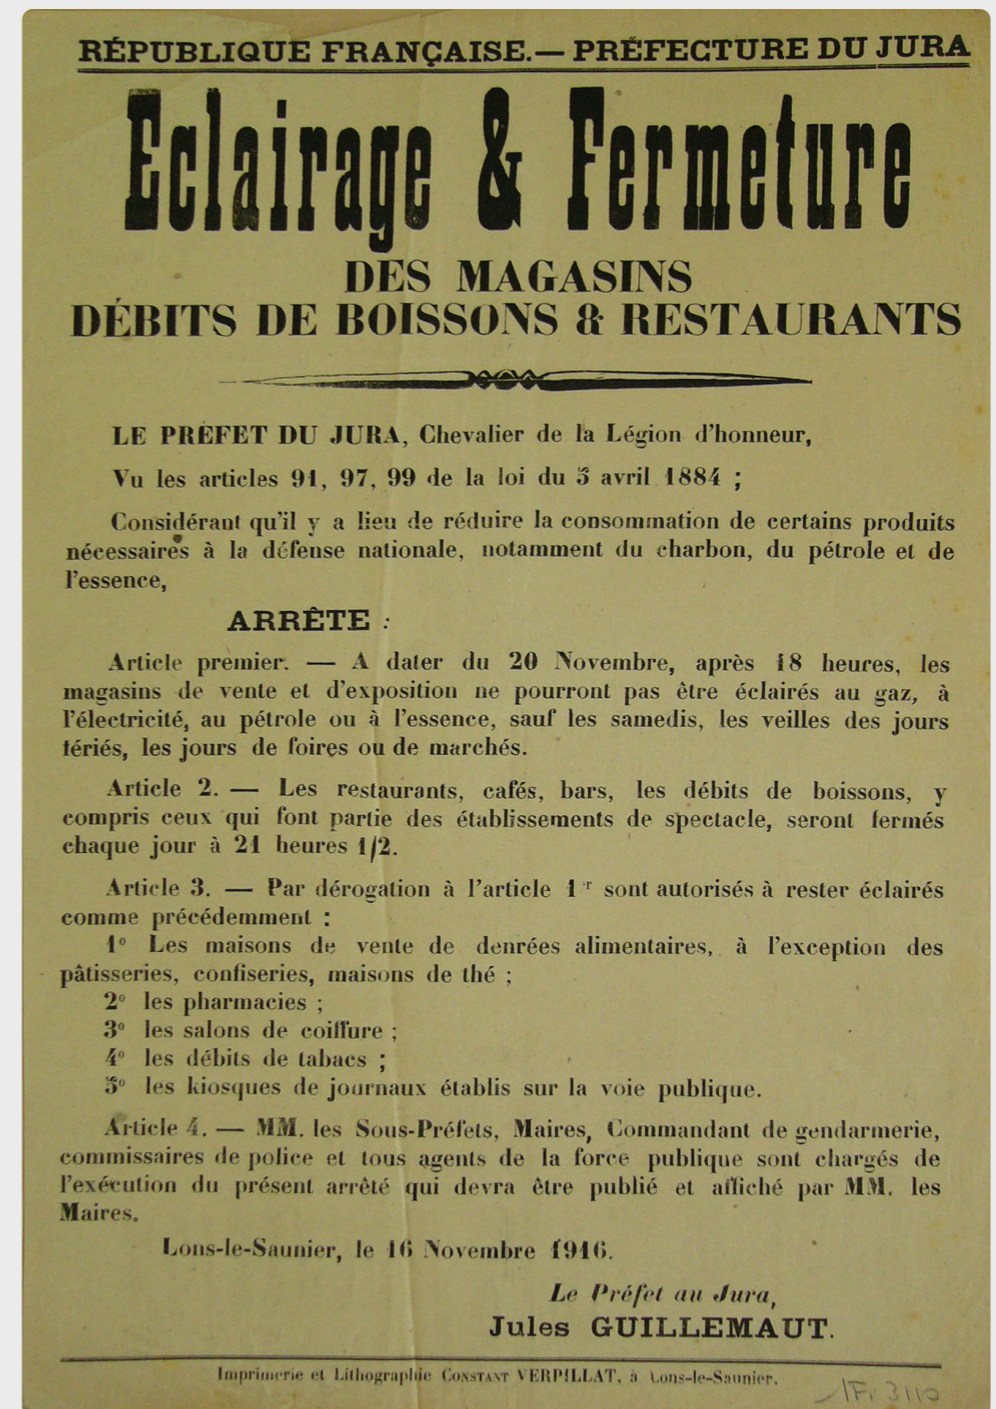 RÉPUBLIQUE FRANÇAISE. — PRÉFECTURE DU JURA
Eclairage & Fermeture
DES MAGASINS
DÉBITS DE BOISSONS & RESTAURANTS
LE PRÉFET DU JURA, Chevalier de la Légion d'honneur,
Vu les articles 91, 97, 99 de la loi du 5 avril 1884 ;
Considérant qu'il y a lieu de réduire la consommation de certains produits
nécessaires à la défense nationale, notamment du charbon, du pétrole et de
l'essence,
ARRÊTE :
Article premier. — A dater du 20 Novembre, après 18 heures, les
magasins de vente et d'exposition ne pourront pas être éclairés au gaz, à
l'électricité, au pétrole ou à l'essence, sauf les samedis, les veilles des jours
fériés, les jours de foires ou de marchés.
Article 2. — Les restaurants, cafés, bars, les débits de boissons, y
compris ceux qui font partie des établissements de spectacle, seront fermés
chaque jour à 21 heures 1/2.
Article 3. — Par dérogation à l'article 1er sont autorisés à rester éclairés
comme précédemment :
1° Les maisons de vente de denrées alimentaires, à l'exception des
pâtisseries, confiseries, maisons de thé ;
2° les pharmacies ;
3° les salons de coiffure ;
4° les débits de tabacs ;
5° les kiosques de journaux établis sur la voie publique.
Article 4. — MM. les Sous-Préfets, Maires, Commandant de gendarmerie,
commissaires de police et tous agents de la force publique sont chargés de
l'exécution du présent arrêté qui devra être publié et affiché par MM. les
Maires.
Lons-le-Saunier, le 16 Novembre 1916.
Le Préfet du Jura,
Jules GUILLEMAUT.
Imprimerie et Lithographie CONSTANT VERPILLAT, à Lons-le-Saunier.
1Fi 3110